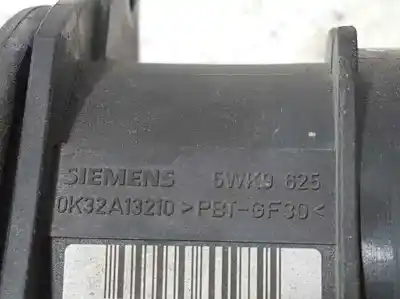 SIEMENS 5WK9 625
0K32A13210 >PBT-GF30<